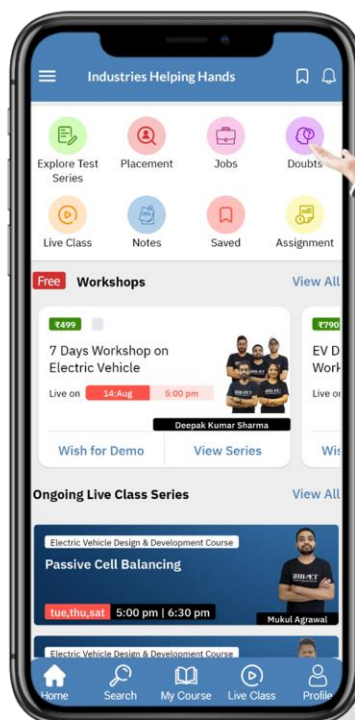 Industries Helping Hands
Explore Test
Series
Placement
Jobs
Doubts
Live Class
Notes
Saved
Assignment
Free Workshops
View All
₹499
7 Days Workshop on
Electric Vehicle
Live on 14:Aug 5:00 pm
Deepak Kumar Sharma
Wish for Demo
View Series
₹790
EV D
Live on
Ongoing Live Class Series
View All
Electric Vehicle Design & Development Course
Passive Cell Balancing
tue,thu,sat 5:00 pm | 6:30 pm
Mukul Agrawal
Electric Vehicle Design & Development Course
Home
Search
My Course
Live Class
Profile